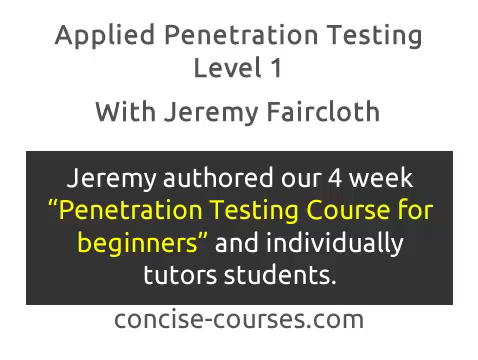 Applied Penetration Testing
Level 1
With Jeremy Faircloth
Jeremy authored our 4 week
“Penetration Testing Course for
beginners” and individually
tutors students.
concise-courses.com